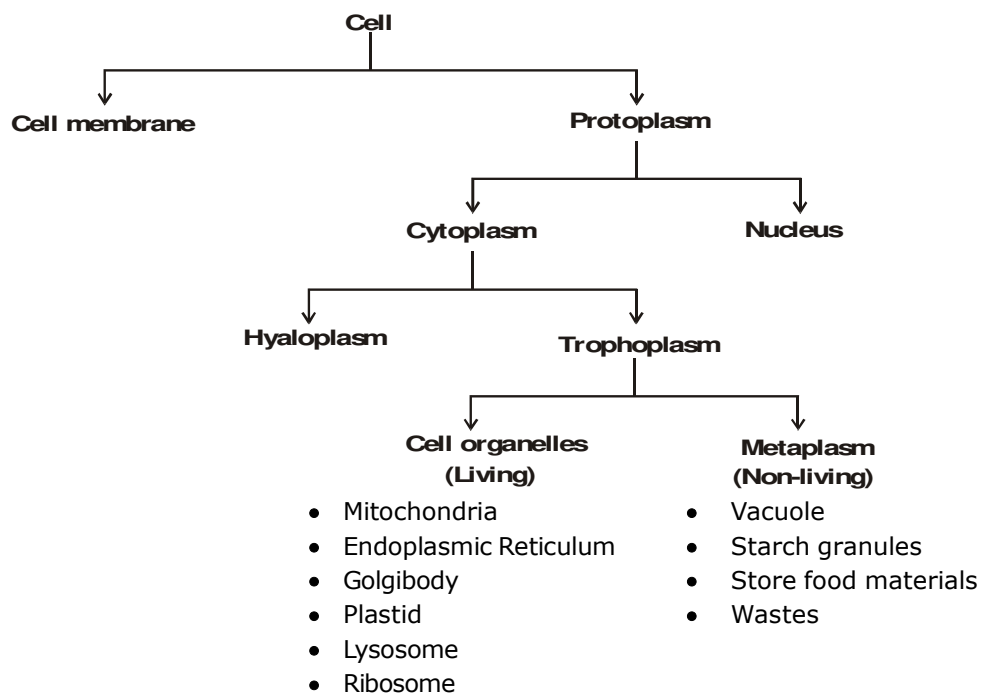 Cell
Cell membrane
Protoplasm
Cytoplasm
Nucleus
Hyaloplasm
Trophoplasm
Cell organelles
(Living)
• Mitochondria
• Endoplasmic Reticulum
• Golgibody
• Plastid
• Lysosome
• Ribosome
Metaplasm
(Non-living)
• Vacuole
• Starch granules
• Store food materials
• Wastes